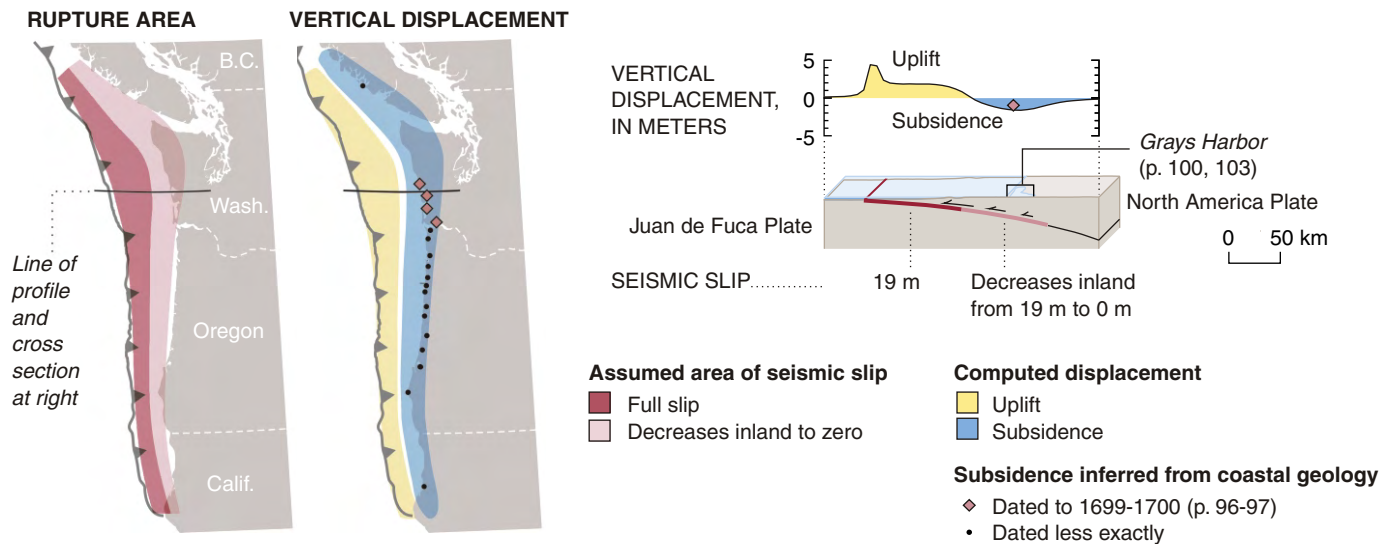 RUPTURE AREA
VERTICAL DISPLACEMENT
B.C.
Wash.
Oregon
Calif.
Line of
profile
and
cross
section
at right
VERTICAL
DISPLACEMENT,
IN METERS
5
0
-5
Uplift
Subsidence
Grays Harbor
(p. 100, 103)
North America Plate
Juan de Fuca Plate
0 50 km
SEISMIC SLIP..............
19 m
Decreases inland
from 19 m to 0 m
Assumed area of seismic slip
Full slip
Decreases inland to zero
Computed displacement
Uplift
Subsidence
Subsidence inferred from coastal geology
Dated to 1699-1700 (p. 96-97)
Dated less exactly